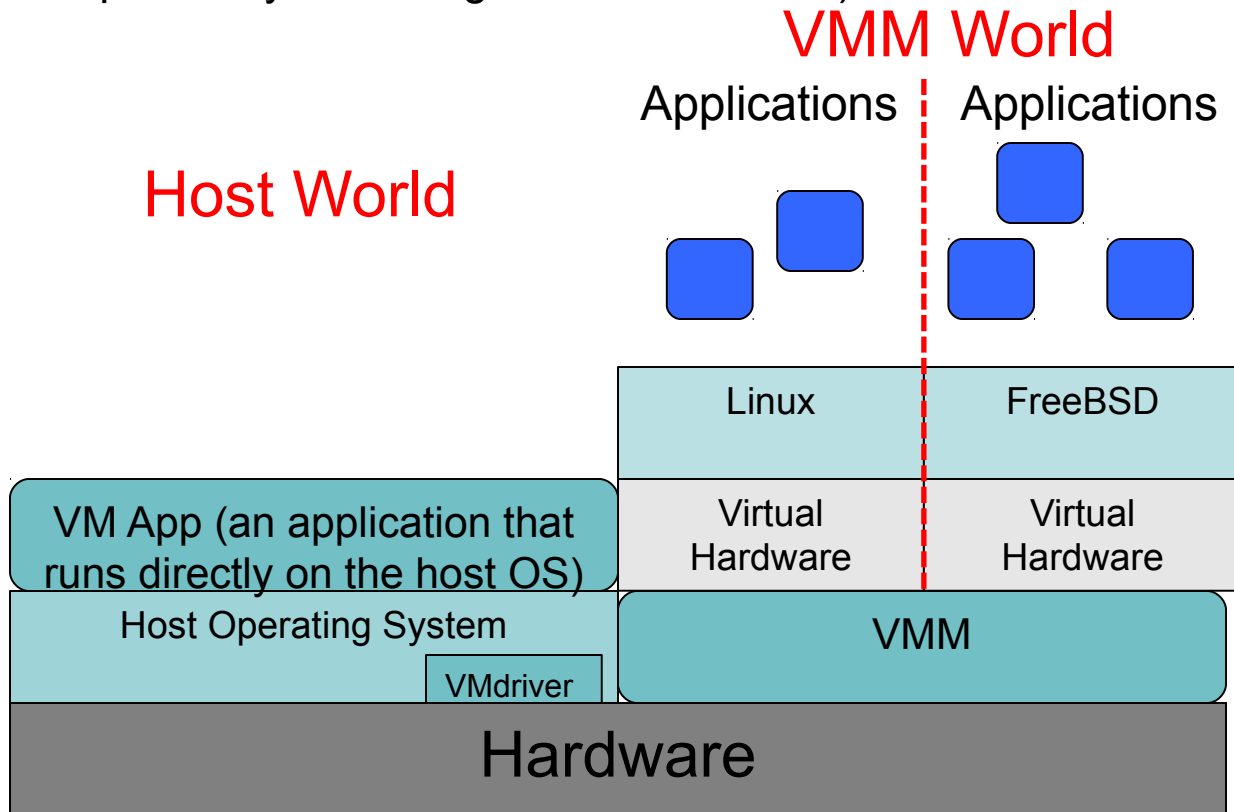 VMM World
Applications
Applications
Host World
Linux
FreeBSD
VM App (an application that
runs directly on the host OS)
Virtual
Hardware
Virtual
Hardware
Host Operating System
VMdriver
VMM
Hardware